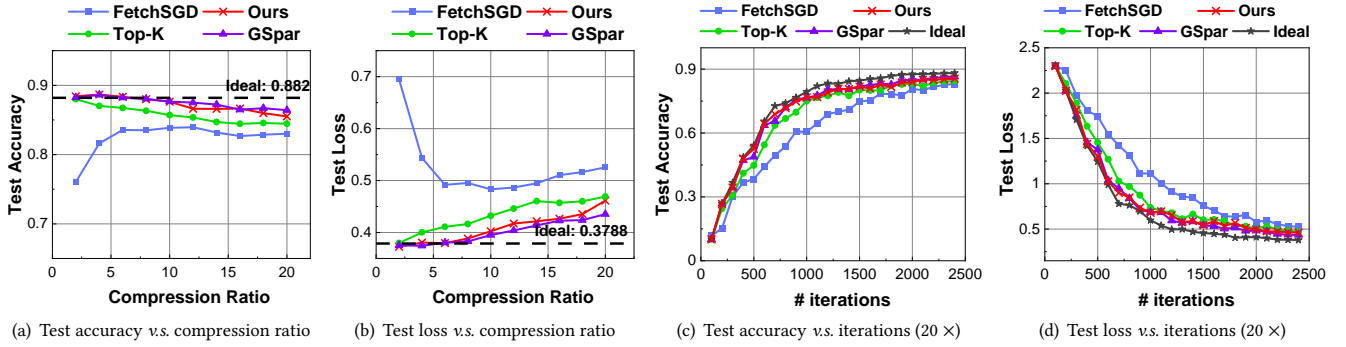 FetchSGD Ours
Top-K GSpar
Test Accuracy
0.9
0.8
0.7
Ideal: 0.882
0 5 10 15 20
Compression Ratio
(a) Test accuracy v.s. compression ratio
FetchSGD Ours
Top-K GSpar
Test Loss
0.7
0.6
0.5
0.4
Ideal: 0.3788
0 5 10 15 20
Compression Ratio
(b) Test loss v.s. compression ratio
FetchSGD Ours
Top-K GSpar Ideal
Test Accuracy
0.9
0.6
0.3
0
0 500 1000 1500 2000 2500
# iterations
(c) Test accuracy v.s. iterations (20 ×)
FetchSGD Ours
Top-K GSpar Ideal
Test Loss
2.5
2
1.5
1
0.5
0 500 1000 1500 2000 2500
# iterations
(d) Test loss v.s. iterations (20 ×)